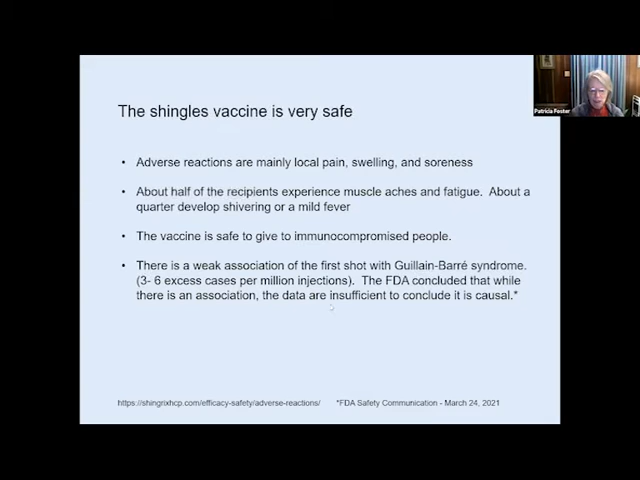 The shingles vaccine is very safe
Patricia Foster
• Adverse reactions are mainly local pain, swelling, and soreness
• About half of the recipients experience muscle aches and fatigue. About a
quarter develop shivering or a mild fever
• The vaccine is safe to give to immunocompromised people.
• There is a weak association of the first shot with Guillain-Barré syndrome.
(3- 6 excess cases per million injections). The FDA concluded that while
there is an association, the data are insufficient to conclude it is causal.*
https://shingrixhcp.com/efficacy-safety/adverse-reactions/ *FDA Safety Communication - March 24, 2021